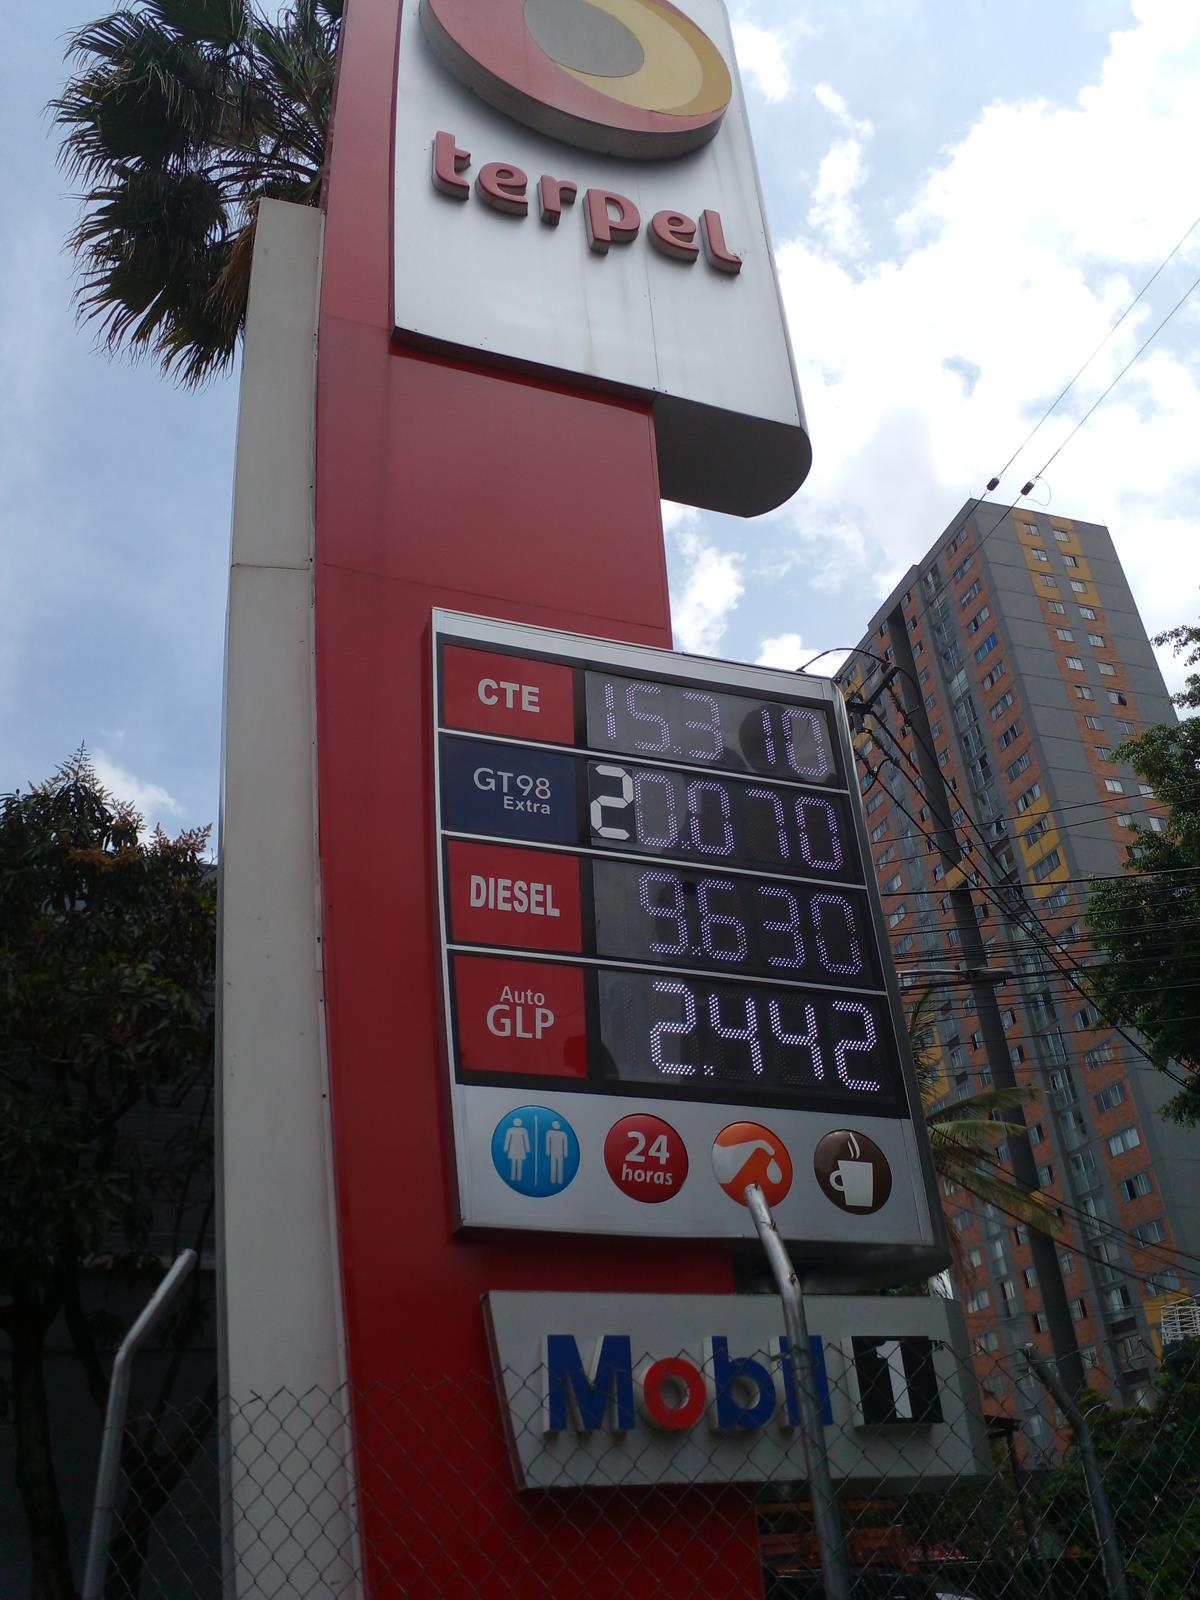 terpel
CTE 15.310
GT98 Extra 20.070
DIESEL 9.630
Auto GLP 2.442
24 horas
Mobil 1